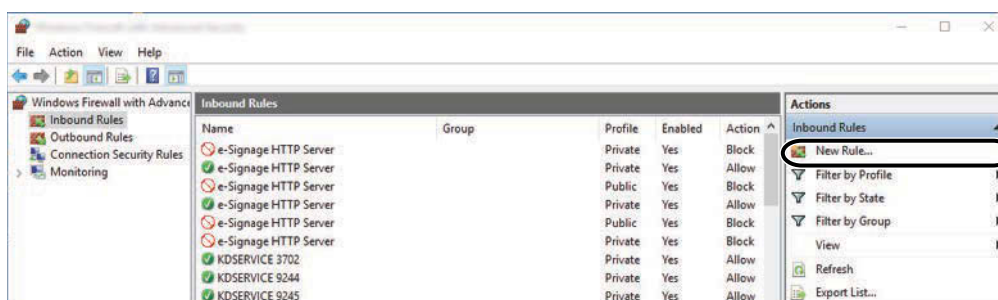 File Action View Help
Windows Firewall with Advance
Inbound Rules
Outbound Rules
Connection Security Rules
Monitoring
Inbound Rules
Name Group Profile Enabled Action
e-Signage HTTP Server Private Yes Block
e-Signage HTTP Server Private Yes Allow
e-Signage HTTP Server Public Yes Block
e-Signage HTTP Server Private Yes Allow
e-Signage HTTP Server Public Yes Block
e-Signage HTTP Server Private Yes Block
KDSERVICE 3702 Private Yes Allow
KDSERVICE 9244 Private Yes Allow
KDSERVICE 9245 Private Yes Allow
Actions
Inbound Rules
New Rule...
Filter by Profile
Filter by State
Filter by Group
View
Refresh
Export List...